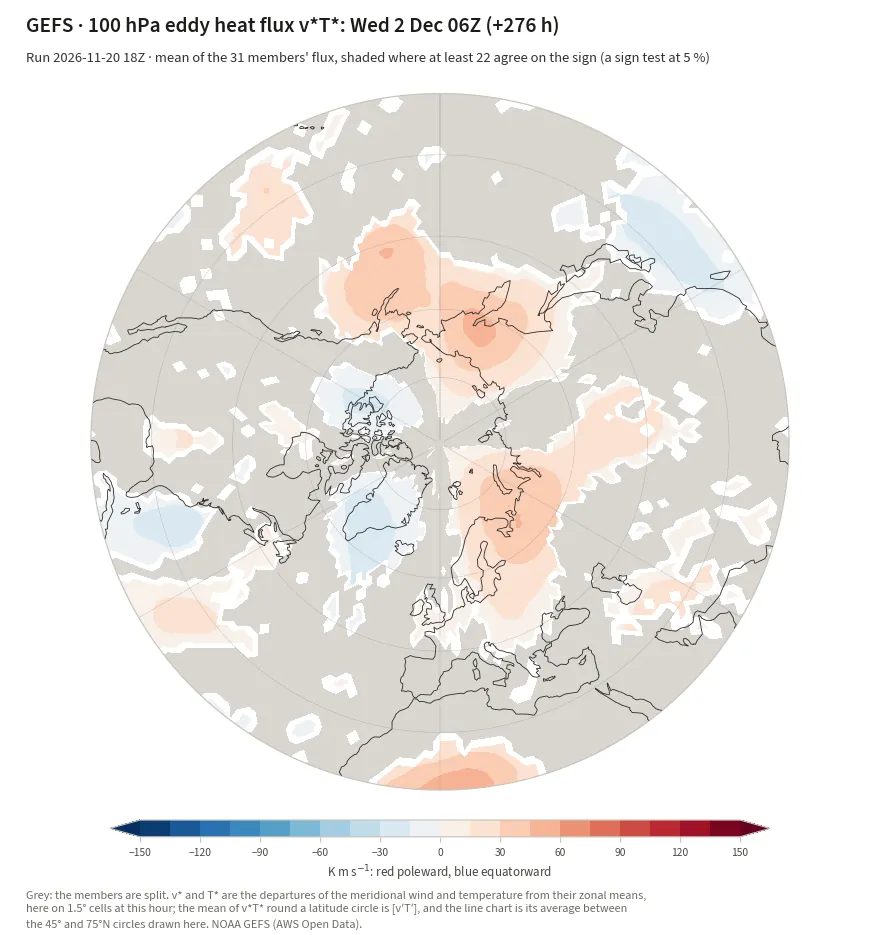 GEFS · 100 hPa eddy heat flux v*T*: Wed 2 Dec 06Z (+276 h)
Run 2026-11-20 18Z · mean of the 31 members' flux, shaded where at least 22 agree on the sign (a sign test at 5 %)
−150 −120 −90 −60 −30 0 30 60 90 120 150
K m s⁻¹: red poleward, blue equatorward
Grey: the members are split. v* and T* are the departures of the meridional wind and temperature from their zonal means,
here on 1.5° cells at this hour; the mean of v*T* round a latitude circle is [v'T'], and the line chart is its average between
the 45° and 75°N circles drawn here. NOAA GEFS (AWS Open Data).